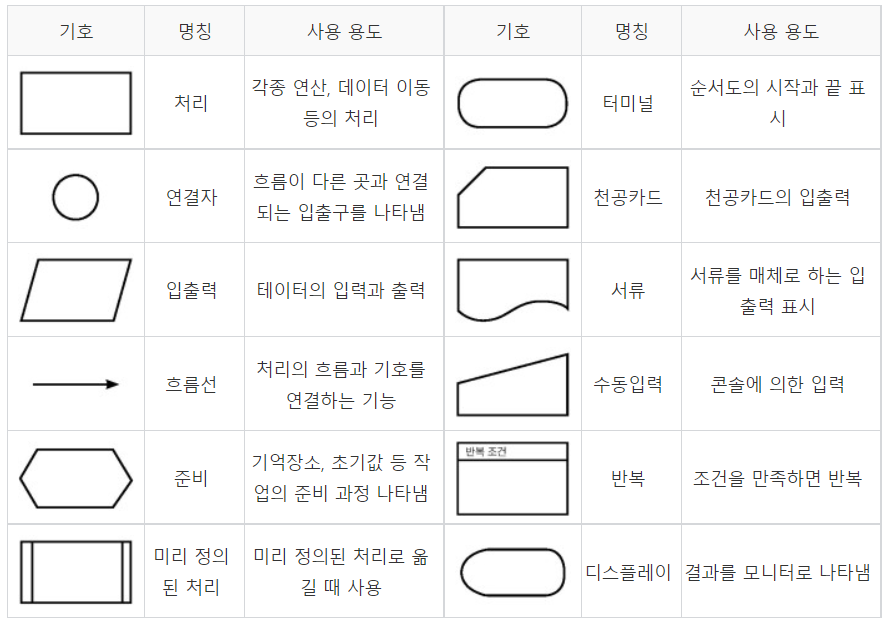 기호 명칭 사용 용도 기호 명칭 사용 용도
처리
각종 연산, 데이터 이동
등의 처리
터미널
순서도의 시작과 끝 표
시
연결자
흐름이 다른 곳과 연결
되는 입출구를 나타냄
천공카드
천공카드의 입출력
입출력
테이터의 입력과 출력
서류
서류를 매체로 하는 입
출력 표시
흐름선
처리의 흐름과 기호를
연결하는 기능
수동입력
콘솔에 의한 입력
준비
기억장소, 초기값 등 작
업의 준비 과정 나타냄
반복 조건
반복
조건을 만족하면 반복
미리 정의
된 처리
미리 정의된 처리로 옮
길 때 사용
디스플레이
결과를 모니터로 나타냄